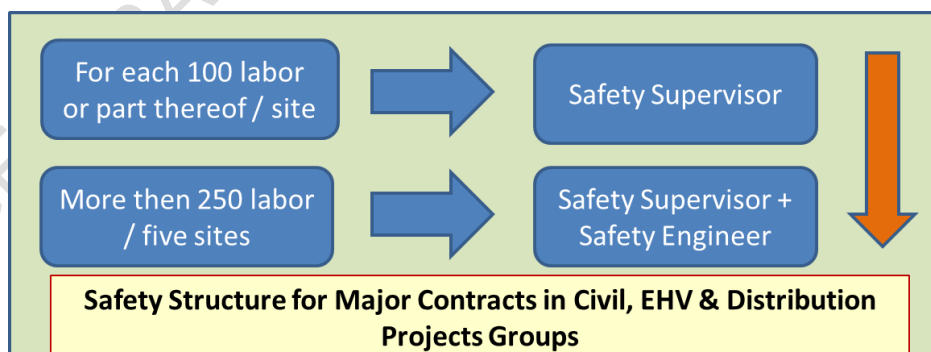 For each 100 labor
or part thereof / site
Safety Supervisor
More then 250 labor
/ five sites
Safety Supervisor +
Safety Engineer
Safety Structure for Major Contracts in Civil, EHV & Distribution
Projects Groups